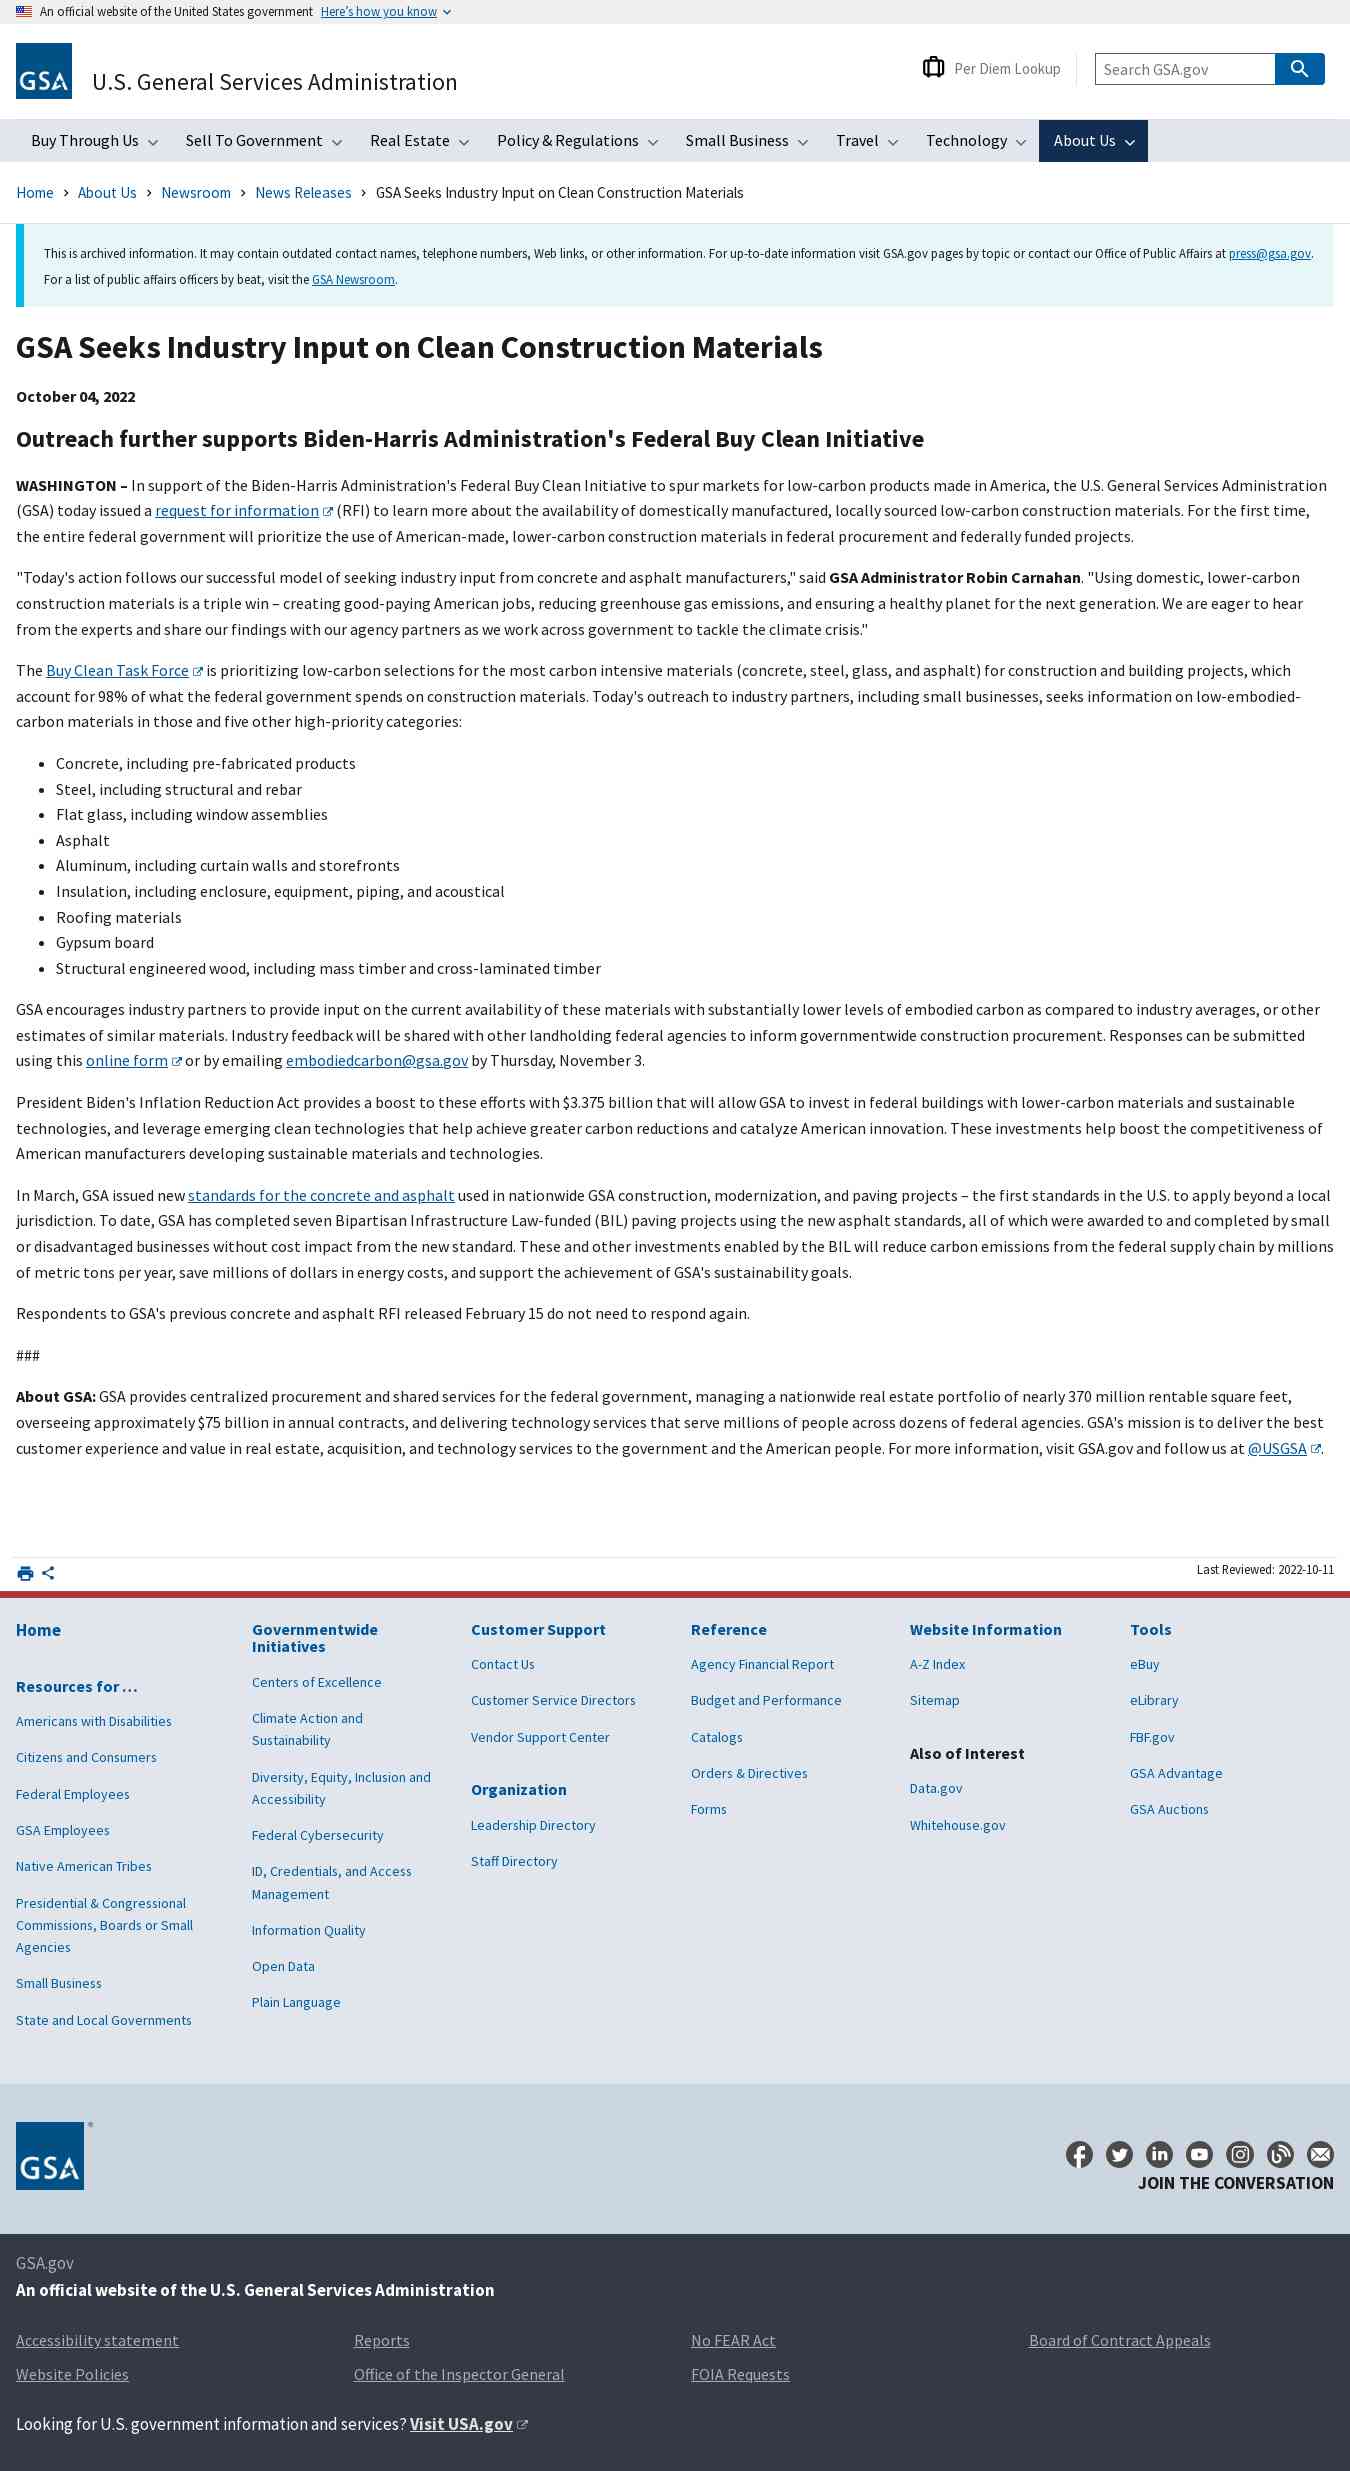 An official website of the United States government Here's how you know
GSA
U.S. General Services Administration
Per Diem Lookup
Search GSA.gov
Buy Through Us Sell To Government Real Estate Policy & Regulations Small Business Travel Technology About Us
Home > About Us > Newsroom > News Releases > GSA Seeks Industry Input on Clean Construction Materials
This is archived information. It may contain outdated contact names, telephone numbers, Web links, or other information. For up-to-date information visit GSA.gov pages by topic or contact our Office of Public Affairs at press@gsa.gov.
For a list of public affairs officers by beat, visit the GSA Newsroom.
GSA Seeks Industry Input on Clean Construction Materials
October 04, 2022
Outreach further supports Biden-Harris Administration's Federal Buy Clean Initiative
WASHINGTON – In support of the Biden-Harris Administration's Federal Buy Clean Initiative to spur markets for low-carbon products made in America, the U.S. General Services Administration
(GSA) today issued a request for information (RFI) to learn more about the availability of domestically manufactured, locally sourced low-carbon construction materials. For the first time,
the entire federal government will prioritize the use of American-made, lower-carbon construction materials in federal procurement and federally funded projects.
"Today's action follows our successful model of seeking industry input from concrete and asphalt manufacturers," said GSA Administrator Robin Carnahan. "Using domestic, lower-carbon
construction materials is a triple win – creating good-paying American jobs, reducing greenhouse gas emissions, and ensuring a healthy planet for the next generation. We are eager to hear
from the experts and share our findings with our agency partners as we work across government to tackle the climate crisis."
The Buy Clean Task Force is prioritizing low-carbon selections for the most carbon intensive materials (concrete, steel, glass, and asphalt) for construction and building projects, which
account for 98% of what the federal government spends on construction materials. Today's outreach to industry partners, including small businesses, seeks information on low-embodied-
carbon materials in those and five other high-priority categories:
• Concrete, including pre-fabricated products
• Steel, including structural and rebar
• Flat glass, including window assemblies
• Asphalt
• Aluminum, including curtain walls and storefronts
• Insulation, including enclosure, equipment, piping, and acoustical
• Roofing materials
• Gypsum board
• Structural engineered wood, including mass timber and cross-laminated timber
GSA encourages industry partners to provide input on the current availability of these materials with substantially lower levels of embodied carbon as compared to industry averages, or other
estimates of similar materials. Industry feedback will be shared with other landholding federal agencies to inform governmentwide construction procurement. Responses can be submitted
using this online form or by emailing embodiedcarbon@gsa.gov by Thursday, November 3.
President Biden's Inflation Reduction Act provides a boost to these efforts with $3.375 billion that will allow GSA to invest in federal buildings with lower-carbon materials and sustainable
technologies, and leverage emerging clean technologies that help achieve greater carbon reductions and catalyze American innovation. These investments help boost the competitiveness of
American manufacturers developing sustainable materials and technologies.
In March, GSA issued new standards for the concrete and asphalt used in nationwide GSA construction, modernization, and paving projects – the first standards in the U.S. to apply beyond a local
jurisdiction. To date, GSA has completed seven Bipartisan Infrastructure Law-funded (BIL) paving projects using the new asphalt standards, all of which were awarded to and completed by small
or disadvantaged businesses without cost impact from the new standard. These and other investments enabled by the BIL will reduce carbon emissions from the federal supply chain by millions
of metric tons per year, save millions of dollars in energy costs, and support the achievement of GSA's sustainability goals.
Respondents to GSA's previous concrete and asphalt RFI released February 15 do not need to respond again.
###
About GSA: GSA provides centralized procurement and shared services for the federal government, managing a nationwide real estate portfolio of nearly 370 million rentable square feet,
overseeing approximately $75 billion in annual contracts, and delivering technology services that serve millions of people across dozens of federal agencies. GSA's mission is to deliver the best
customer experience and value in real estate, acquisition, and technology services to the government and the American people. For more information, visit GSA.gov and follow us at @USGSA.
Last Reviewed: 2022-10-11
Home
Resources for …
Americans with Disabilities
Citizens and Consumers
Federal Employees
GSA Employees
Native American Tribes
Presidential & Congressional
Commissions, Boards or Small
Agencies
Small Business
State and Local Governments
Governmentwide
Initiatives
Centers of Excellence
Climate Action and
Sustainability
Diversity, Equity, Inclusion and
Accessibility
Federal Cybersecurity
ID, Credentials, and Access
Management
Information Quality
Open Data
Plain Language
Customer Support
Contact Us
Customer Service Directors
Vendor Support Center
Organization
Leadership Directory
Staff Directory
Reference
Agency Financial Report
Budget and Performance
Catalogs
Orders & Directives
Forms
Website Information
A-Z Index
Sitemap
Also of Interest
Data.gov
Whitehouse.gov
Tools
eBuy
eLibrary
FBF.gov
GSA Advantage
GSA Auctions
GSA
JOIN THE CONVERSATION
GSA.gov
An official website of the U.S. General Services Administration
Accessibility statement Reports No FEAR Act Board of Contract Appeals
Website Policies Office of the Inspector General FOIA Requests
Looking for U.S. government information and services? Visit USA.gov